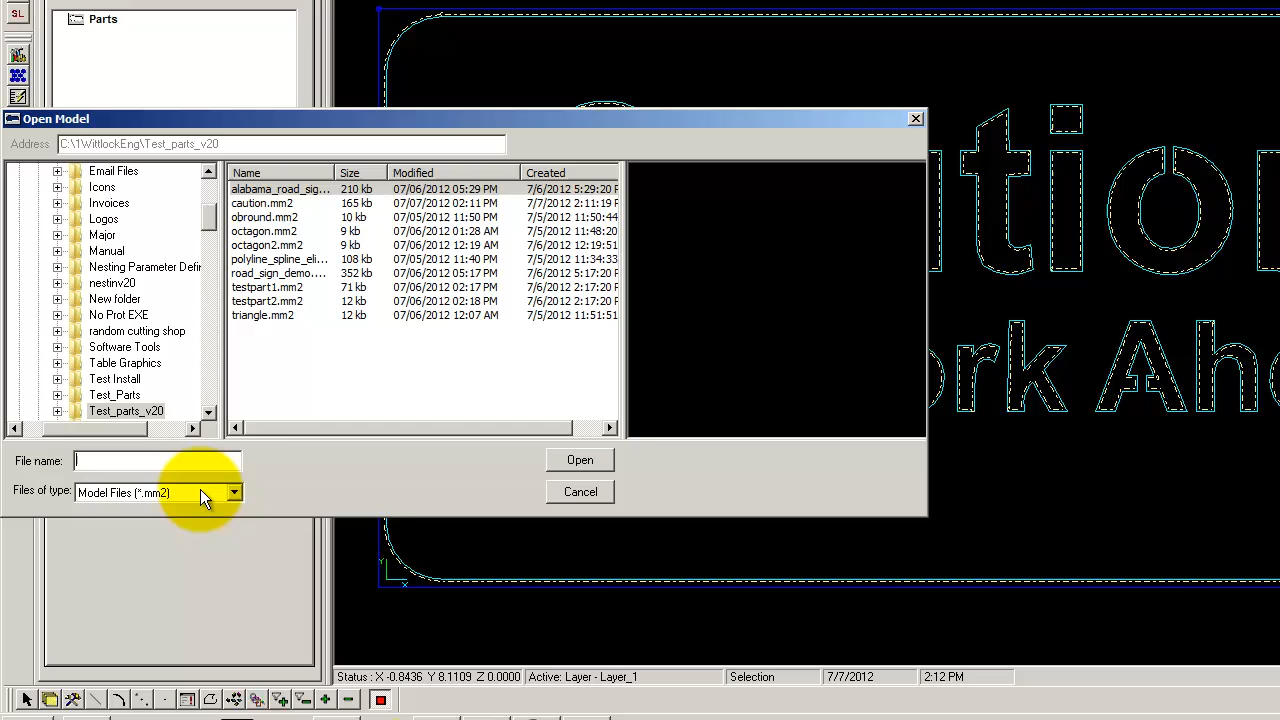 SL
Parts
Open Model
Address C:\1WittlockEng\Test_parts_v20
Email Files
Icons
Invoices
Logos
Major
Manual
Nesting Parameter Defir
nestinv20
New folder
No Prot EXE
random cutting shop
Software Tools
Table Graphics
Test Install
Test_Parts
Test_parts_v20
Name Size Modified Created
alabama_road_sig... 210 kb 07/06/2012 05:29 PM 7/6/2012 5:29:20 F
caution.mm2 165 kb 07/07/2012 02:11 PM 7/7/2012 2:11:19 F
obround.mm2 10 kb 07/05/2012 11:50 PM 7/5/2012 11:50:44
octagon.mm2 9 kb 07/06/2012 01:28 AM 7/5/2012 11:48:20
octagon2.mm2 9 kb 07/06/2012 12:19 AM 7/6/2012 12:19:51
polyline_spline_eli... 108 kb 07/05/2012 11:40 PM 7/5/2012 11:34:33
road_sign_demo.... 352 kb 07/06/2012 05:17 PM 7/6/2012 5:17:20 F
testpart1.mm2 71 kb 07/06/2012 02:17 PM 7/6/2012 2:17:20 F
testpart2.mm2 12 kb 07/06/2012 02:18 PM 7/6/2012 2:17:20 F
triangle.mm2 12 kb 07/06/2012 12:07 AM 7/5/2012 11:51:51
File name:
Open
Files of type: Model Files (*.mm2)
Cancel
tion
ork Ahe
Y
X
Status : X -0.8436 Y 8.1109 Z 0.0000 Active: Layer - Layer_1 Selection 7/7/2012 2:12 PM